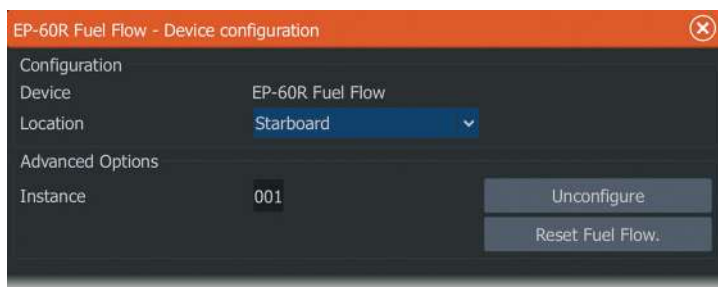 EP-60R Fuel Flow - Device configuration
Configuration
Device EP-60R Fuel Flow
Location Starboard
Advanced Options
Instance 001 Unconfigure
Reset Fuel Flow.